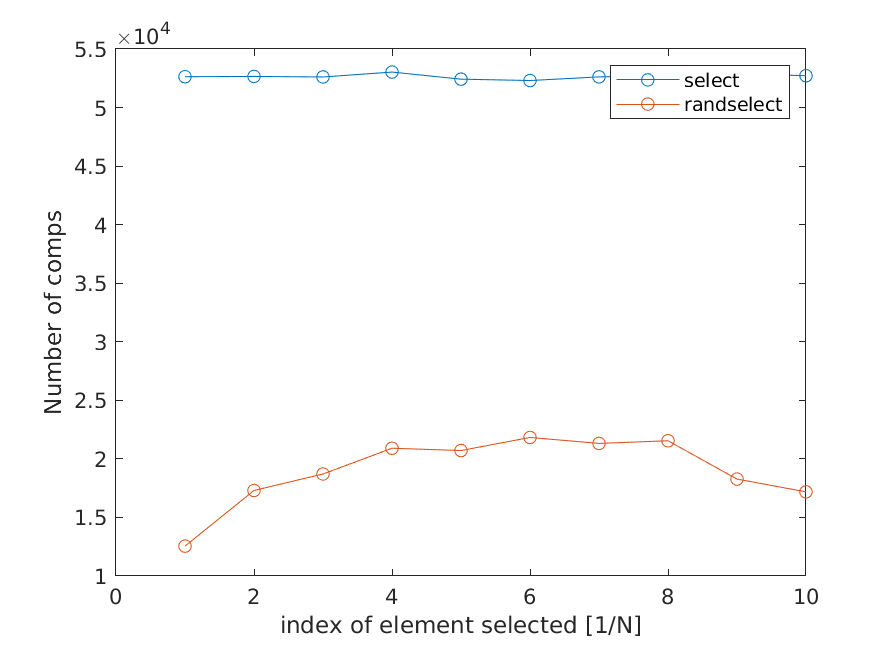 ×10⁴
5.5
5
4.5
4
3.5
3
2.5
2
1.5
1
0 2 4 6 8 10
Number of comps
index of element selected [1/N]
select
randselect